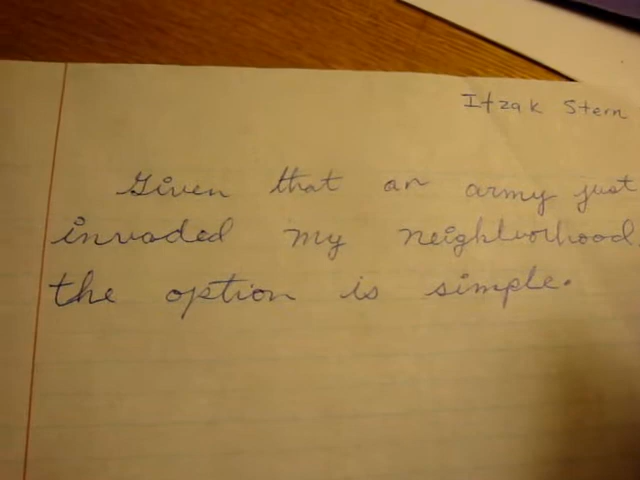 Itzak Stern
Given that an army just
invaded my neighborhood,
the option is simple.